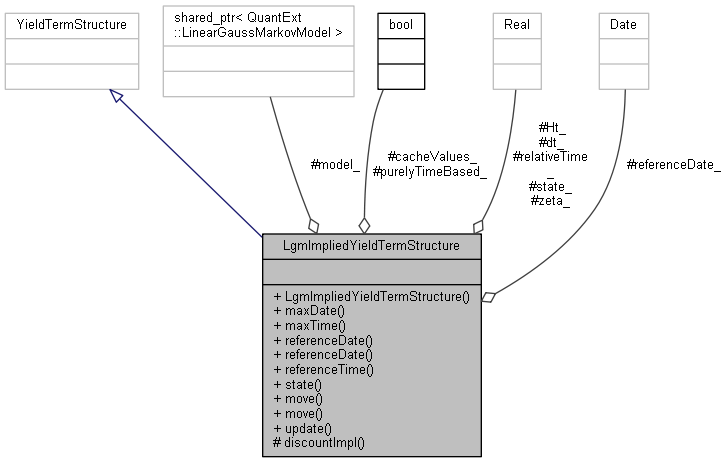 YieldTermStructure
shared_ptr< QuantExt
::LinearGaussMarkovModel >
bool
Real
Date
#model_
#cacheValues_
#purelyTimeBased_
#Ht_
#dt_
#relativeTime
_
#state_
#zeta_
#referenceDate_
LgmImpliedYieldTermStructure
+ LgmImpliedYieldTermStructure()
+ maxDate()
+ maxTime()
+ referenceDate()
+ referenceDate()
+ referenceTime()
+ state()
+ move()
+ move()
+ update()
# discountImpl()